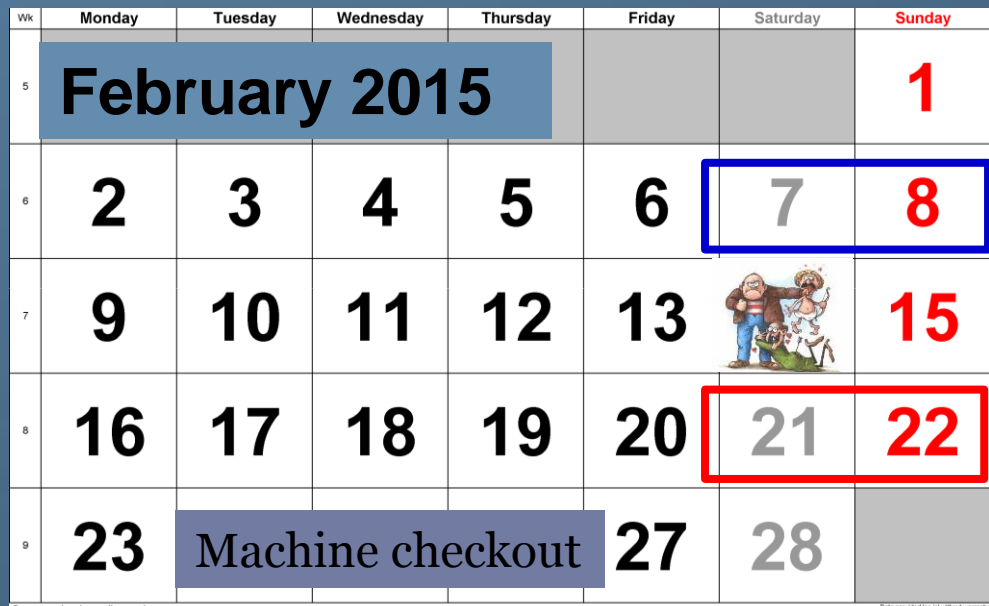 Wk Monday Tuesday Wednesday Thursday Friday Saturday Sunday
5 February 2015 1
6 2 3 4 5 6 7 8
7 9 10 11 12 13 15
8 16 17 18 19 20 21 22
9 23 Machine checkout 27 28